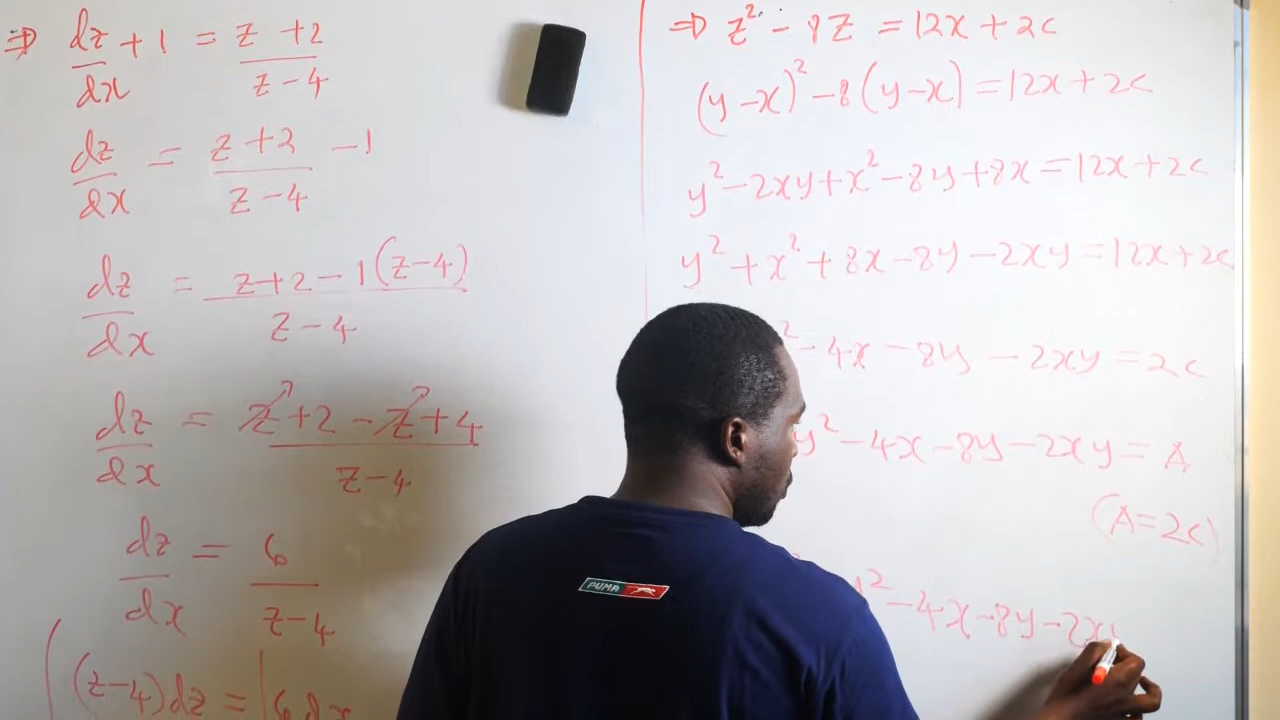 ⇒ dz/dx + 1 = (z + 2)/(z - 4)
dz/dx = (z + 2)/(z - 4) - 1
dz/dx = (z + 2 - 1(z - 4))/(z - 4)
dz/dx = (z + 2 - z + 4)/(z - 4)
dz/dx = 6/(z - 4)
∫(z - 4)dz = ∫6dx
⇒ z² - 8z = 12x + 2c
(y - x)² - 8(y - x) = 12x + 2c
y² - 2xy + x² - 8y + 8x = 12x + 2c
y² + x² + 8x - 8y - 2xy = 12x + 2c
² - 4x - 8y - 2xy = 2c
y² - 4x - 8y - 2xy = A
(A = 2c)
² - 4x - 8y - 2x
PUMA